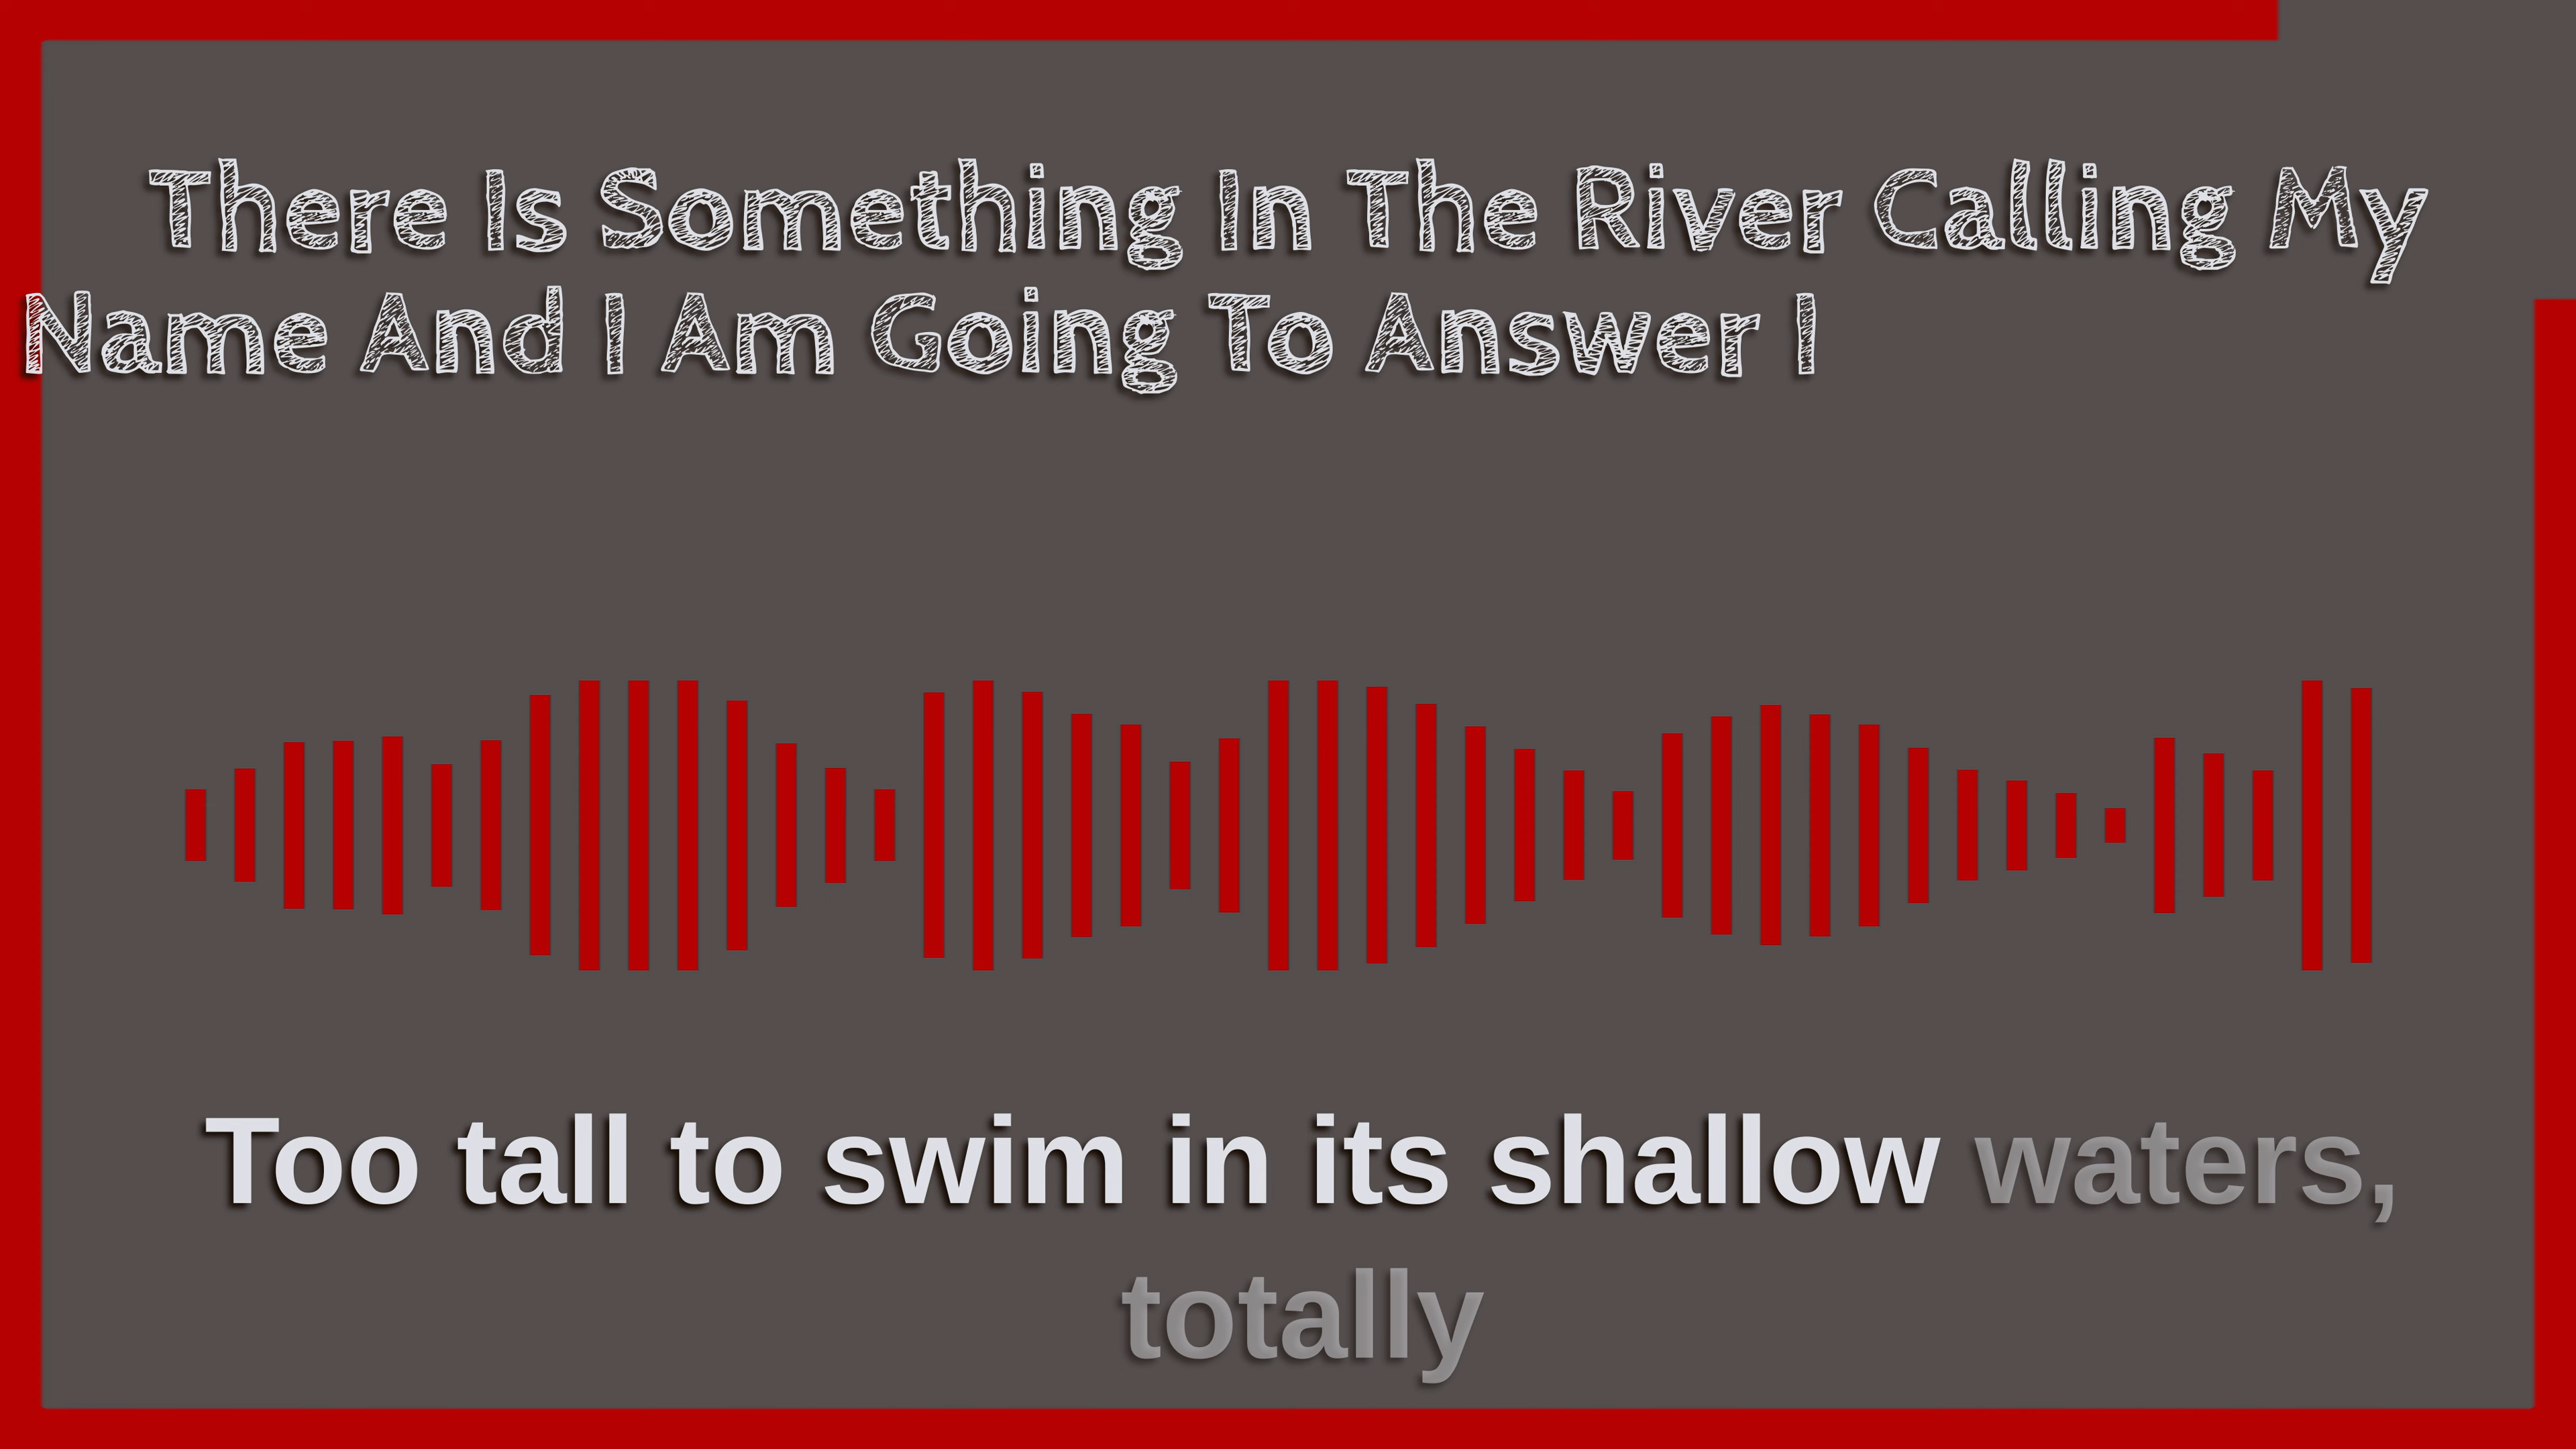 There Is Something In The River Calling My
Name And I Am Going To Answer I
Too tall to swim in its shallow waters,
totally